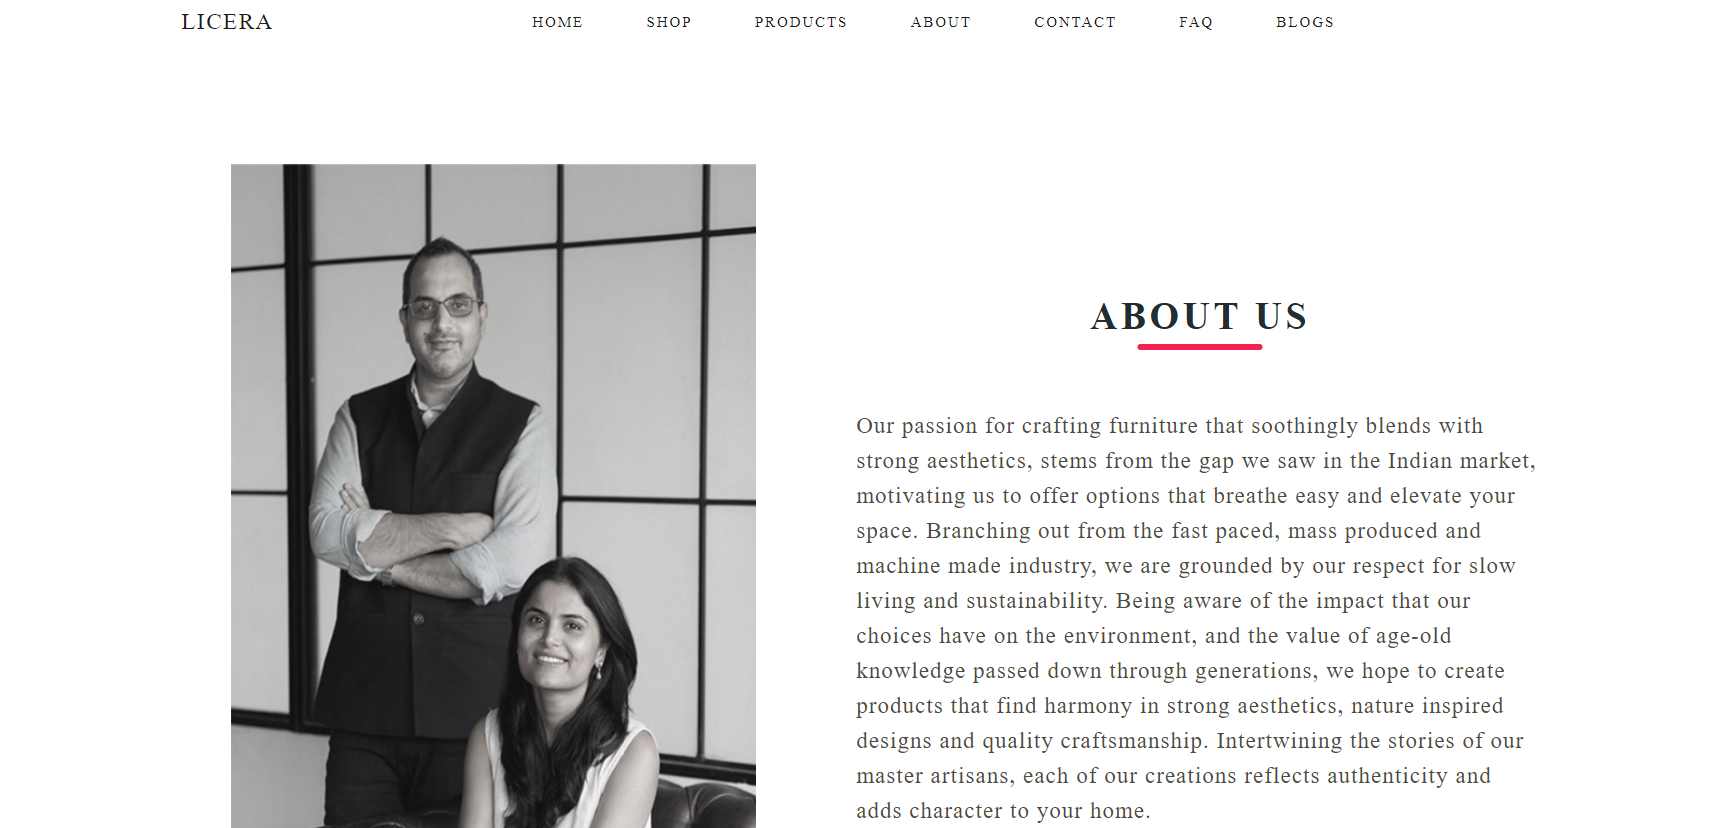 LICERA
HOME SHOP PRODUCTS ABOUT CONTACT FAQ BLOGS
ABOUT US
Our passion for crafting furniture that soothingly blends with
strong aesthetics, stems from the gap we saw in the Indian market,
motivating us to offer options that breathe easy and elevate your
space. Branching out from the fast paced, mass produced and
machine made industry, we are grounded by our respect for slow
living and sustainability. Being aware of the impact that our
choices have on the environment, and the value of age-old
knowledge passed down through generations, we hope to create
products that find harmony in strong aesthetics, nature inspired
designs and quality craftsmanship. Intertwining the stories of our
master artisans, each of our creations reflects authenticity and
adds character to your home.